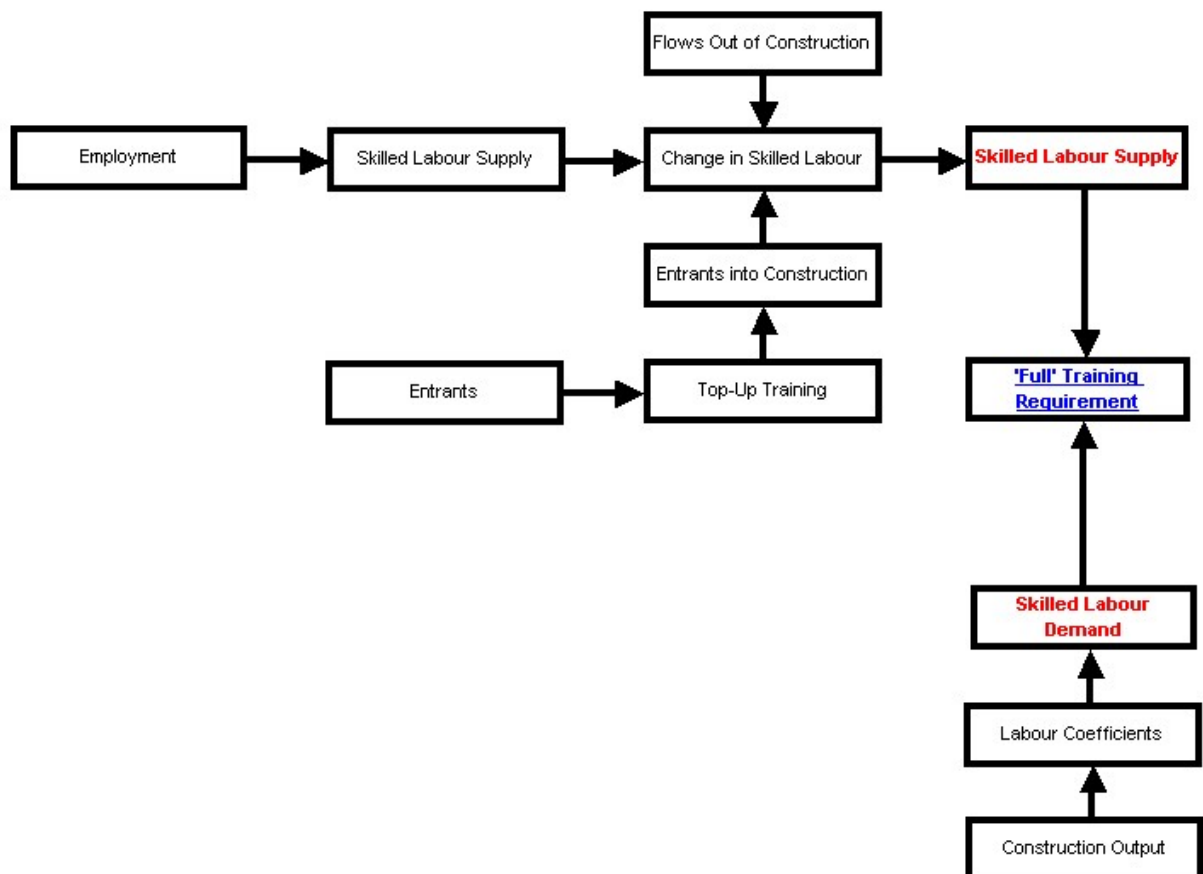 Flows Out of Construction
Employment
Skilled Labour Supply
Change in Skilled Labour
Skilled Labour Supply
Entrants into Construction
Entrants
Top-Up Training
'Full' Training
Requirement
Skilled Labour
Demand
Labour Coefficients
Construction Output